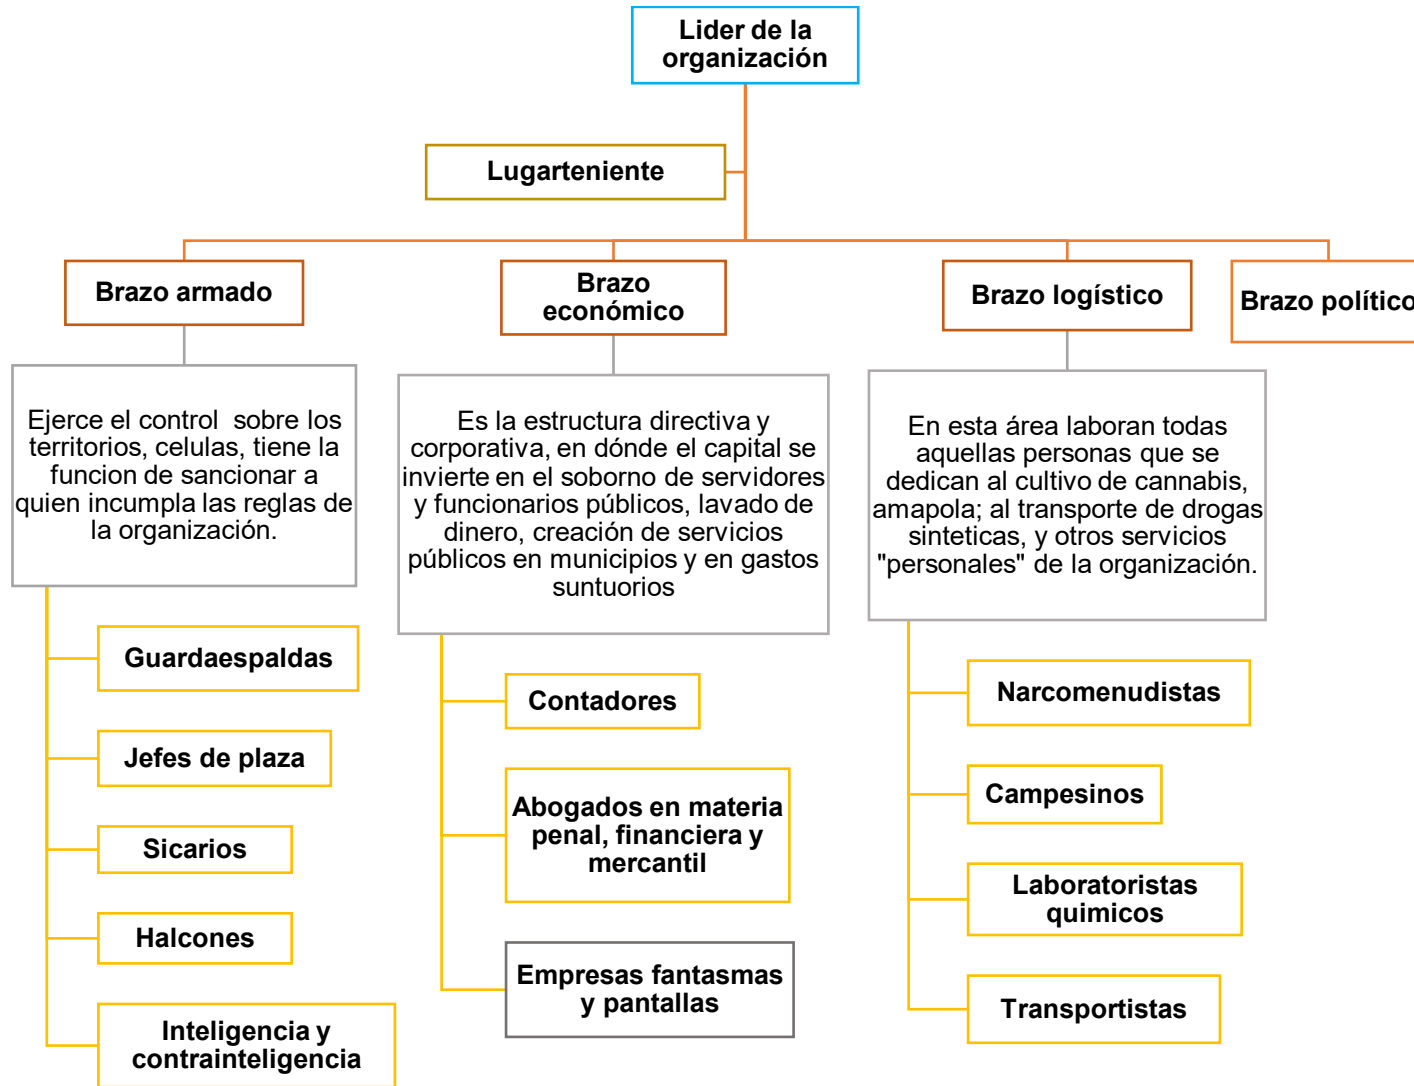 Lider de la
organización
Lugarteniente
Brazo armado
Brazo
económico
Brazo logístico
Brazo político
Ejerce el control  sobre los
territorios, celulas, tiene la
funcion de sancionar a
quien incumpla las reglas de
la organización.
Es la estructura directiva y
corporativa, en dónde el capital se
invierte en el soborno de servidores
y funcionarios públicos, lavado de
dinero, creación de servicios
públicos en municipios y en gastos
suntuorios
En esta área laboran todas
aquellas personas que se
dedican al cultivo de cannabis,
amapola; al transporte de drogas
sinteticas, y otros servicios
"personales" de la organización.
Guardaespaldas
Jefes de plaza
Sicarios
Halcones
Inteligencia y
contrainteligencia
Contadores
Abogados en materia
penal, financiera y
mercantil
Empresas fantasmas
y pantallas
Narcomenudistas
Campesinos
Laboratoristas
quimicos
Transportistas